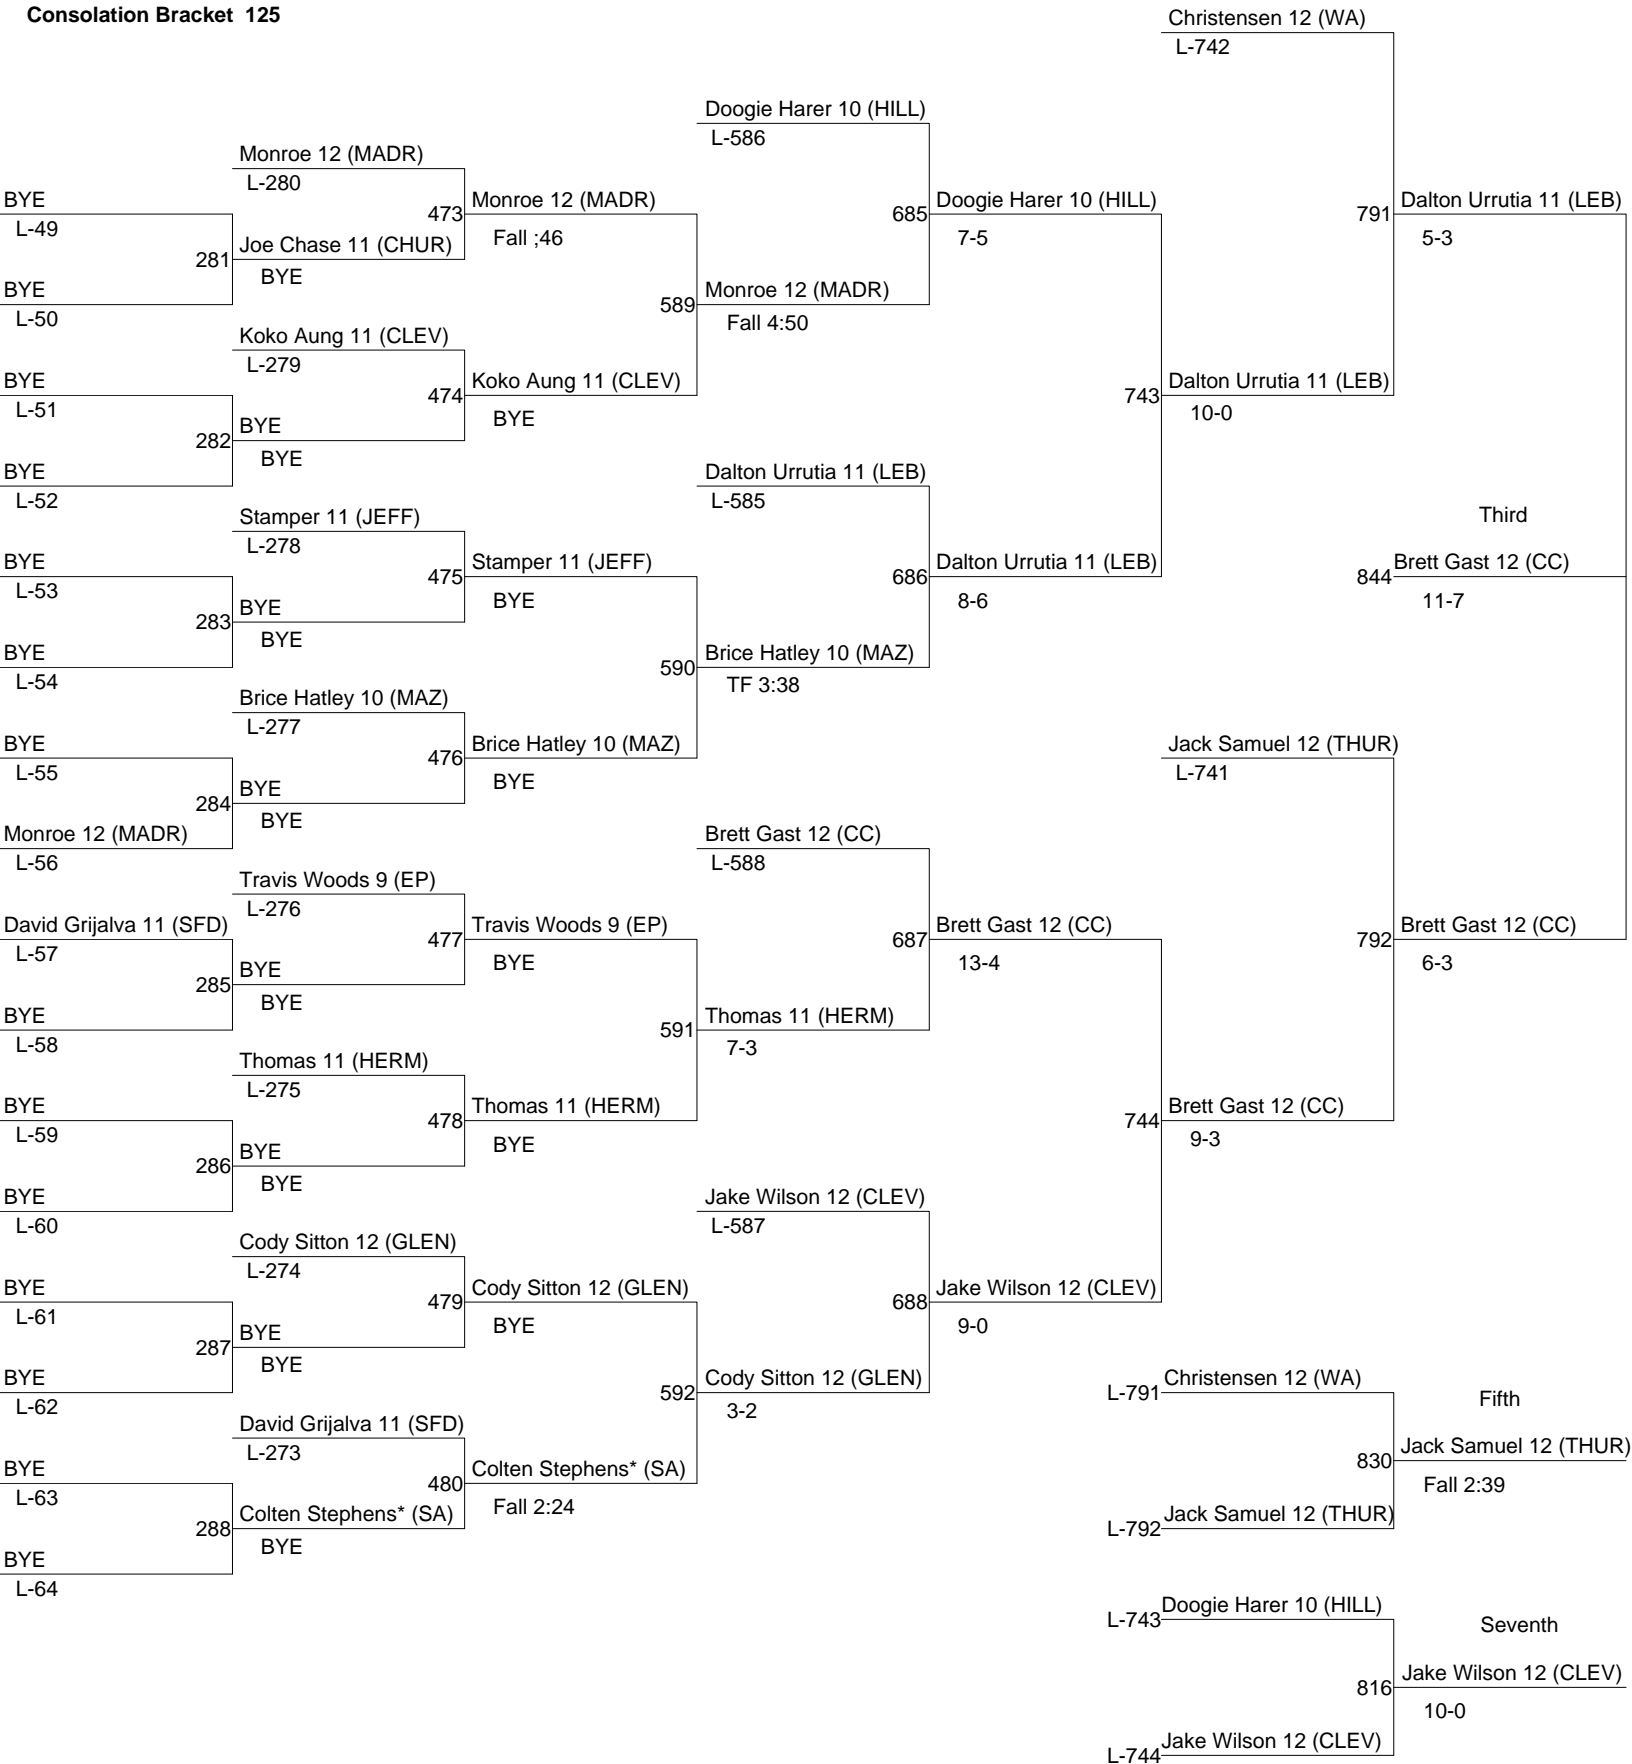 Consolation Bracket 125
Christensen 12 (WA)
L-742
Doogie Harer 10 (HILL)
L-586
Monroe 12 (MADR)
L-280
BYE
L-49
473
Monroe 12 (MADR)
Fall ;46
685
Doogie Harer 10 (HILL)
7-5
791
Dalton Urrutia 11 (LEB)
5-3
281
Joe Chase 11 (CHUR)
BYE
BYE
L-50
589
Monroe 12 (MADR)
Fall 4:50
Koko Aung 11 (CLEV)
L-279
BYE
L-51
474
Koko Aung 11 (CLEV)
BYE
743
Dalton Urrutia 11 (LEB)
10-0
282
BYE
BYE
BYE
L-52
Dalton Urrutia 11 (LEB)
L-585
Stamper 11 (JEFF)
L-278
Third
BYE
L-53
475
Stamper 11 (JEFF)
BYE
686
Dalton Urrutia 11 (LEB)
8-6
844
Brett Gast 12 (CC)
11-7
283
BYE
BYE
BYE
L-54
590
Brice Hatley 10 (MAZ)
TF 3:38
Brice Hatley 10 (MAZ)
L-277
BYE
L-55
476
Brice Hatley 10 (MAZ)
BYE
Jack Samuel 12 (THUR)
L-741
284
BYE
BYE
Monroe 12 (MADR)
L-56
Brett Gast 12 (CC)
L-588
Travis Woods 9 (EP)
L-276
David Grijalva 11 (SFD)
L-57
477
Travis Woods 9 (EP)
BYE
687
Brett Gast 12 (CC)
13-4
792
Brett Gast 12 (CC)
6-3
285
BYE
BYE
BYE
L-58
591
Thomas 11 (HERM)
7-3
Thomas 11 (HERM)
L-275
BYE
L-59
478
Thomas 11 (HERM)
BYE
744
Brett Gast 12 (CC)
9-3
286
BYE
BYE
BYE
L-60
Jake Wilson 12 (CLEV)
L-587
Cody Sitton 12 (GLEN)
L-274
BYE
L-61
479
Cody Sitton 12 (GLEN)
BYE
688
Jake Wilson 12 (CLEV)
9-0
287
BYE
BYE
BYE
L-62
592
Cody Sitton 12 (GLEN)
3-2
L-791
Christensen 12 (WA)
Fifth
David Grijalva 11 (SFD)
L-273
BYE
L-63
480
Colten Stephens* (SA)
Fall 2:24
830
Jack Samuel 12 (THUR)
Fall 2:39
288
Colten Stephens* (SA)
BYE
L-792
Jack Samuel 12 (THUR)
BYE
L-64
L-743
Doogie Harer 10 (HILL)
Seventh
816
Jake Wilson 12 (CLEV)
10-0
L-744
Jake Wilson 12 (CLEV)